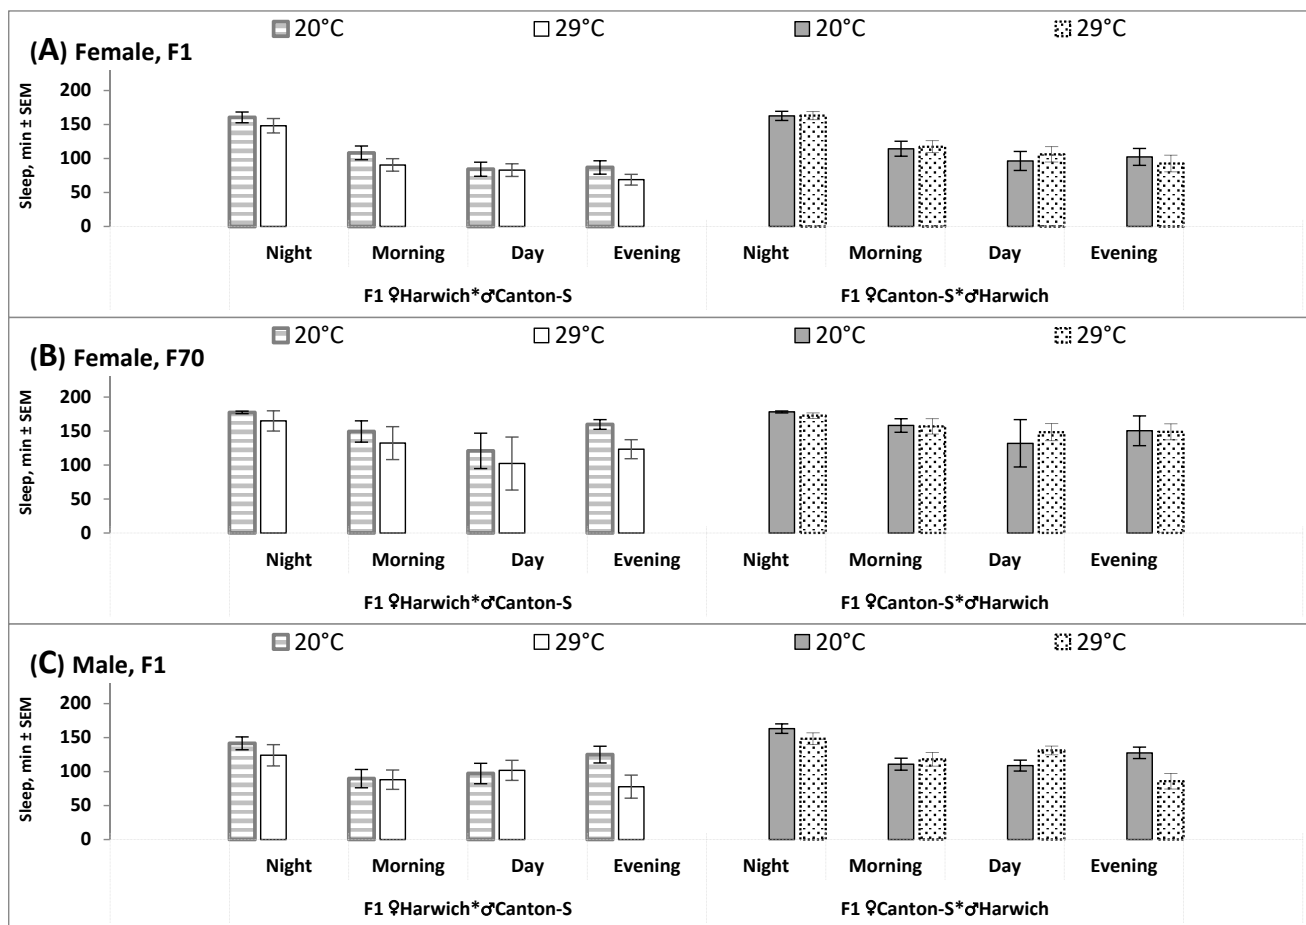 20°C 29°C 20°C 29°C
(A) Female, F1
Sleep, min ± SEM
200
150
100
50
0
Night Morning Day Evening Night Morning Day Evening
F1 ♀Harwich*♂Canton-S F1 ♀Canton-S*♂Harwich
20°C 29°C 20°C 29°C
(B) Female, F70
Sleep, min ± SEM
200
150
100
50
0
Night Morning Day Evening Night Morning Day Evening
F1 ♀Harwich*♂Canton-S F1 ♀Canton-S*♂Harwich
20°C 29°C 20°C 29°C
(C) Male, F1
Sleep, min ± SEM
200
150
100
50
0
Night Morning Day Evening Night Morning Day Evening
F1 ♀Harwich*♂Canton-S F1 ♀Canton-S*♂Harwich